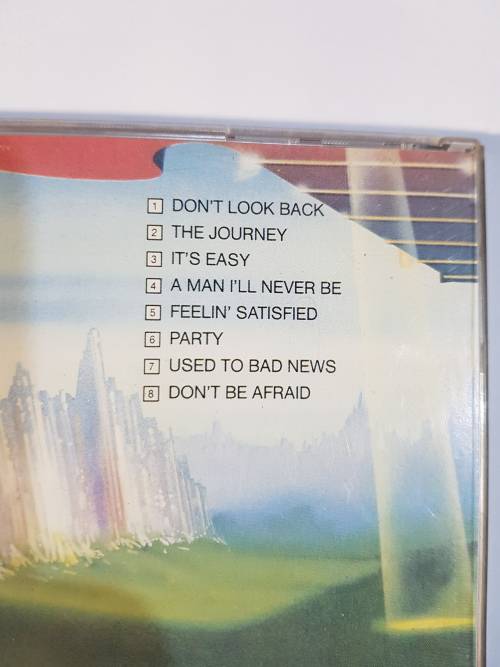 1 DON'T LOOK BACK
2 THE JOURNEY
3 IT'S EASY
4 A MAN I'LL NEVER BE
5 FEELIN' SATISFIED
6 PARTY
7 USED TO BAD NEWS
8 DON'T BE AFRAID